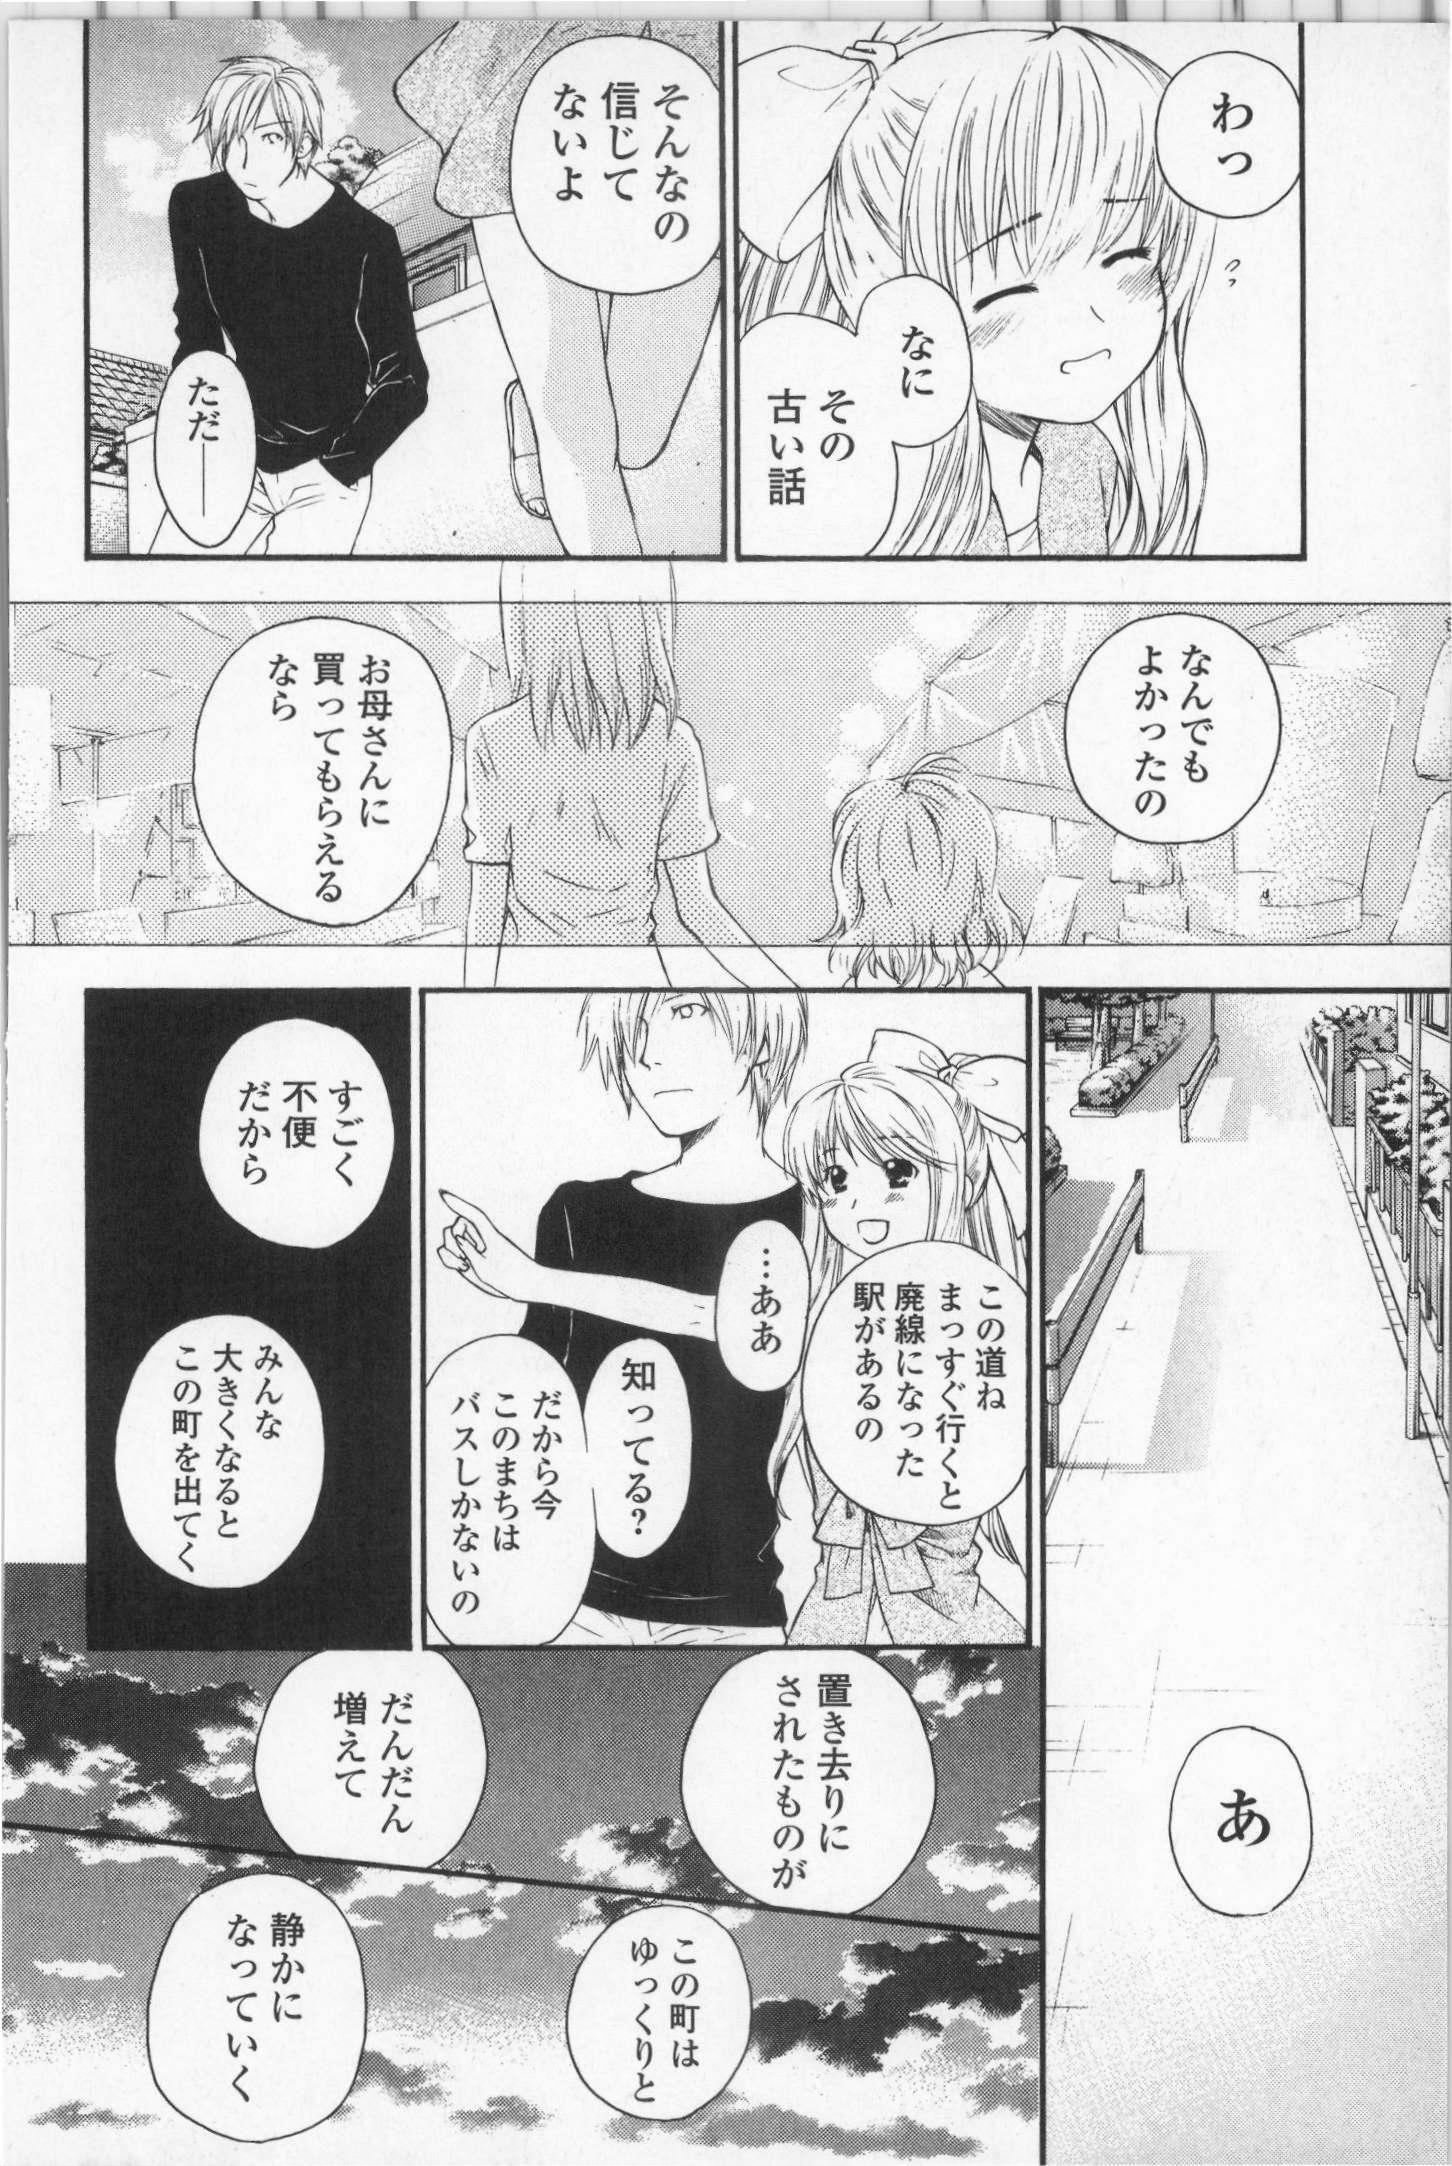 わっ
なに
その
古い話
そんなの
信じて
ないよ
ただ――
なんでも
よかったの
お母さんに
買ってもらえる
なら
あ
この道ね
まっすぐ行くと
廃線になった
駅があるの
…ああ
知ってる?
だから今
このまちは
バスしかないの
すごく
不便
だから
みんな
大きくなると
この町を出てく
置き去りに
されたものが
だんだん
増えて
この町は
ゆっくりと
静かに
なっていく